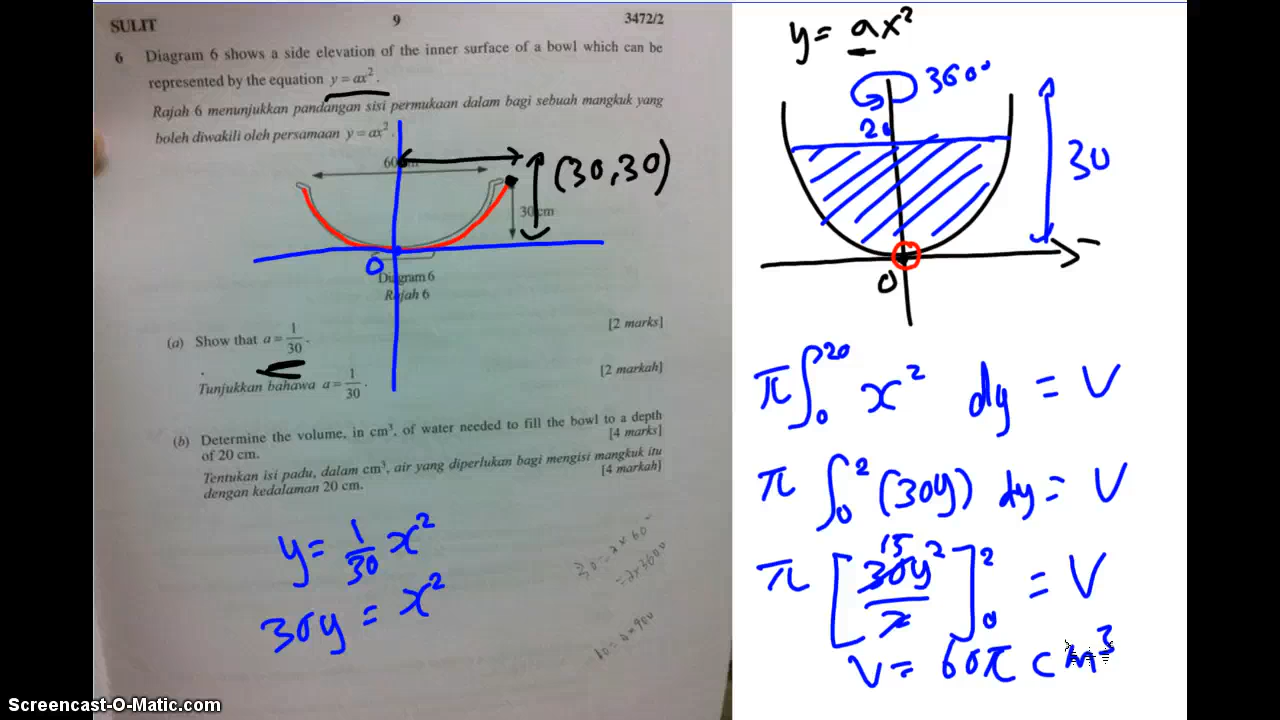 SULIT 9 3472/2
6 Diagram 6 shows a side elevation of the inner surface of a bowl which can be
represented by the equation y = ax².
Rajah 6 menunjukkan pandangan sisi permukaan dalam bagi sebuah mangkuk yang
boleh diwakili oleh persamaan y = ax².
(30,30)
30 cm
0
Diagram 6
Rajah 6
(a) Show that a = 1/30.
[2 marks]
Tunjukkan bahawa a = 1/30.
[2 markah]
(b) Determine the volume, in cm³, of water needed to fill the bowl to a depth
of 20 cm.
[4 marks]
Tentukan isi padu, dalam cm³, air yang diperlukan bagi mengisi mangkuk itu
dengan kedalaman 20 cm.
[4 markah]
y = 1/30 x²
30y = x²
y = ax²
360°
20
30
0
π ∫₀²⁰ x² dy = V
π ∫₀² (30y) dy = V
π [15 30y²/2]₀² = V
V = 60π cm³
Screencast-O-Matic.com